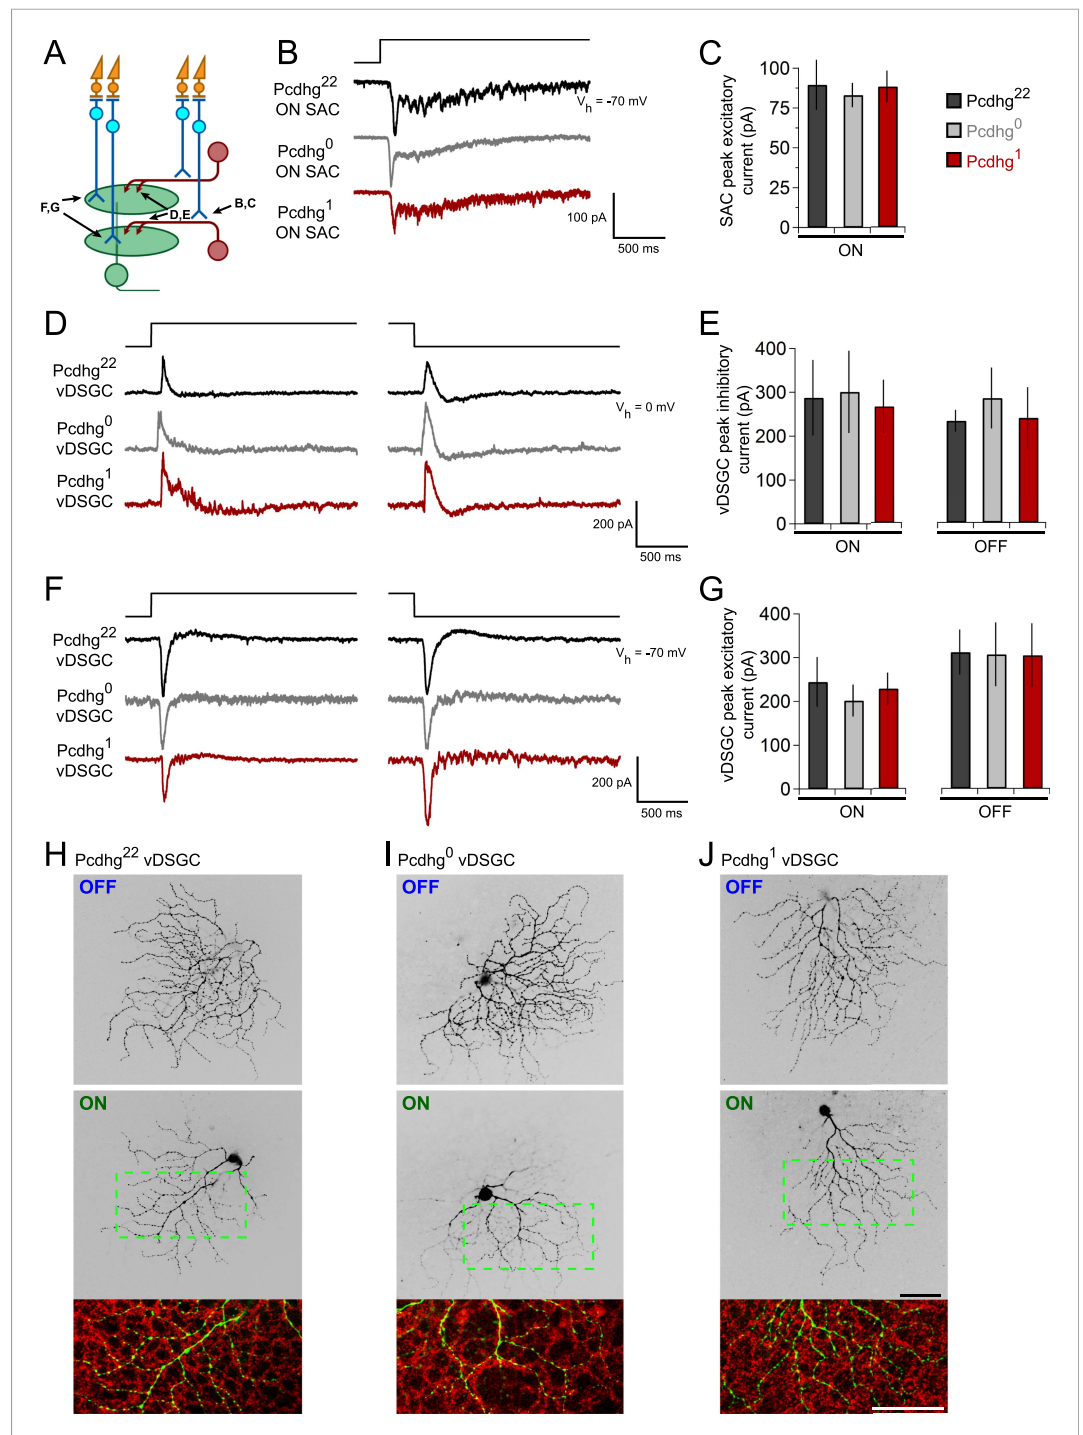 A
F,G
D,E
B,C
B
Pcdhg22
ON SAC
Vh = -70 mV
Pcdhg0
ON SAC
Pcdhg1
ON SAC
100 pA
500 ms
C
SAC peak excitatory
current (pA)
100
75
50
25
0
ON
Pcdhg22
Pcdhg0
Pcdhg1
D
Pcdhg22
vDSGC
Vh = 0 mV
Pcdhg0
vDSGC
Pcdhg1
vDSGC
200 pA
500 ms
E
vDSGC peak inhibitory
current (pA)
400
300
200
100
0
ON
OFF
F
Pcdhg22
vDSGC
Vh = -70 mV
Pcdhg0
vDSGC
Pcdhg1
vDSGC
200 pA
500 ms
G
vDSGC peak excitatory
current (pA)
400
300
200
100
0
ON
OFF
H Pcdhg22 vDSGC
OFF
ON
I Pcdhg0 vDSGC
OFF
ON
J Pcdhg1 vDSGC
OFF
ON